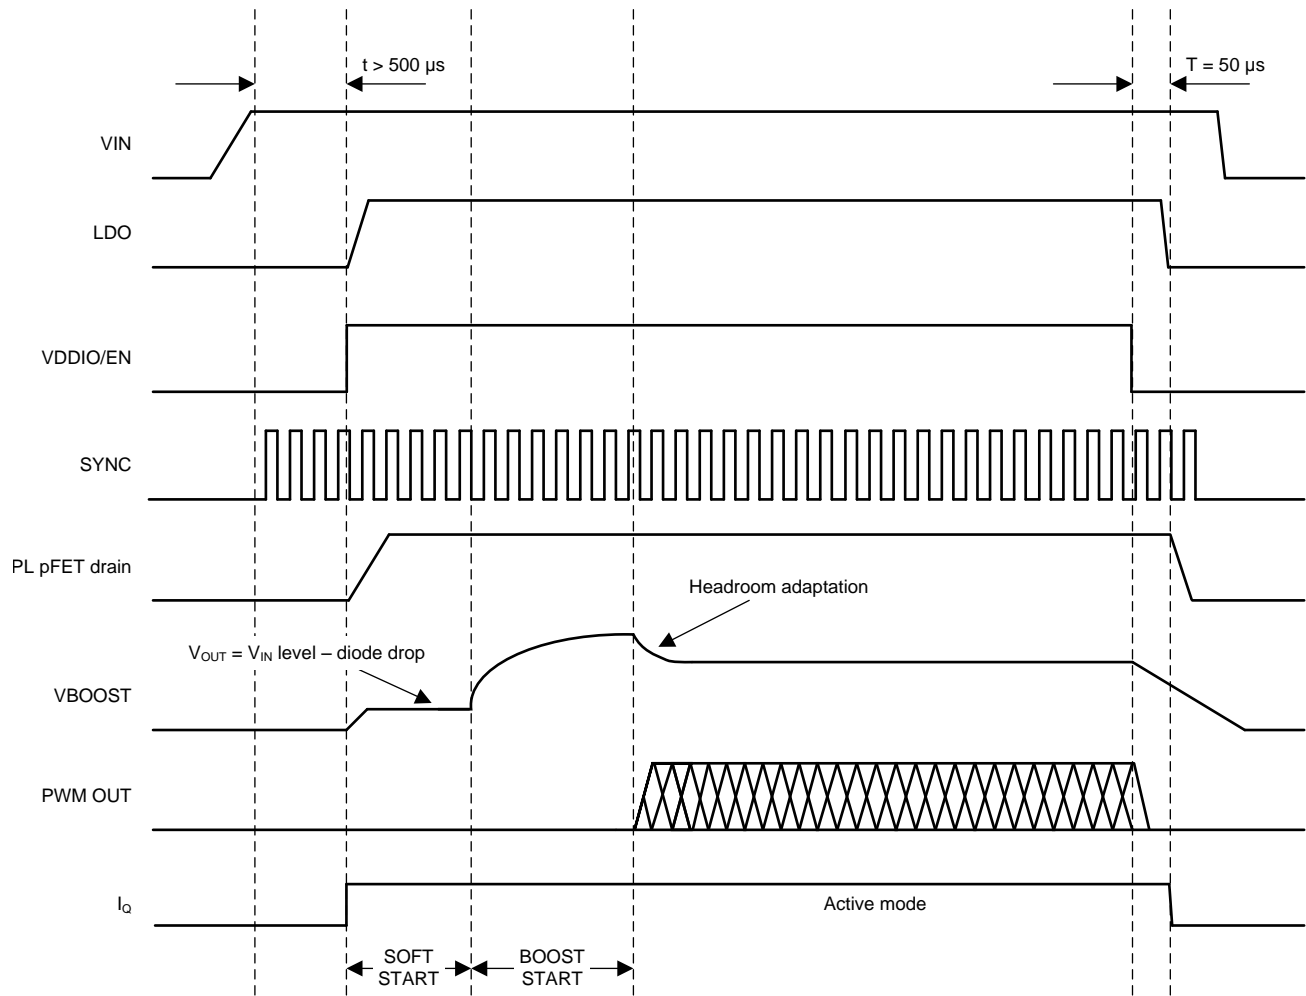 t > 500 µs
T = 50 µs
VIN
LDO
VDDIO/EN
SYNC
PL pFET drain
Headroom adaptation
VOUT = VIN level – diode drop
VBOOST
PWM OUT
IQ
Active mode
SOFT
START
BOOST
START